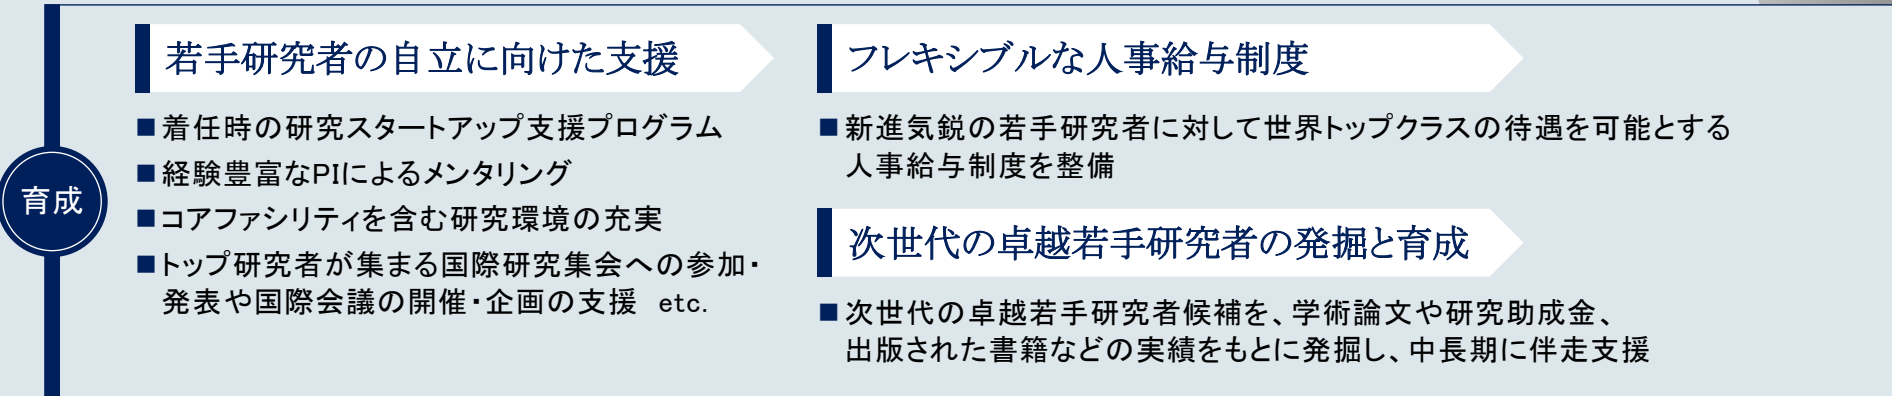 育成
若手研究者の自立に向けた支援
■着任時の研究スタートアップ支援プログラム
■経験豊富なPIによるメンタリング
■コアファシリティを含む研究環境の充実
■トップ研究者が集まる国際研究集会への参加・
発表や国際会議の開催・企画の支援 etc.
フレキシブルな人事給与制度
■新進気鋭の若手研究者に対して世界トップクラスの待遇を可能とする
人事給与制度を整備
次世代の卓越若手研究者の発掘と育成
■次世代の卓越若手研究者候補を、学術論文や研究助成金、
出版された書籍などの実績をもとに発掘し、中長期に伴走支援